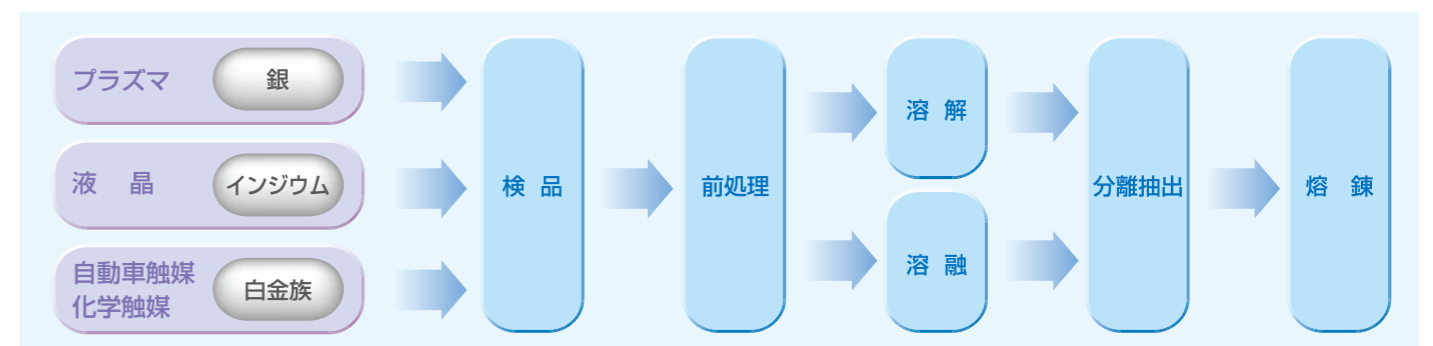 プラズマ
銀
液 晶
インジウム
自動車触媒
化学触媒
白金族
検 品
前処理
溶 解
溶 融
分離抽出
熔 錬